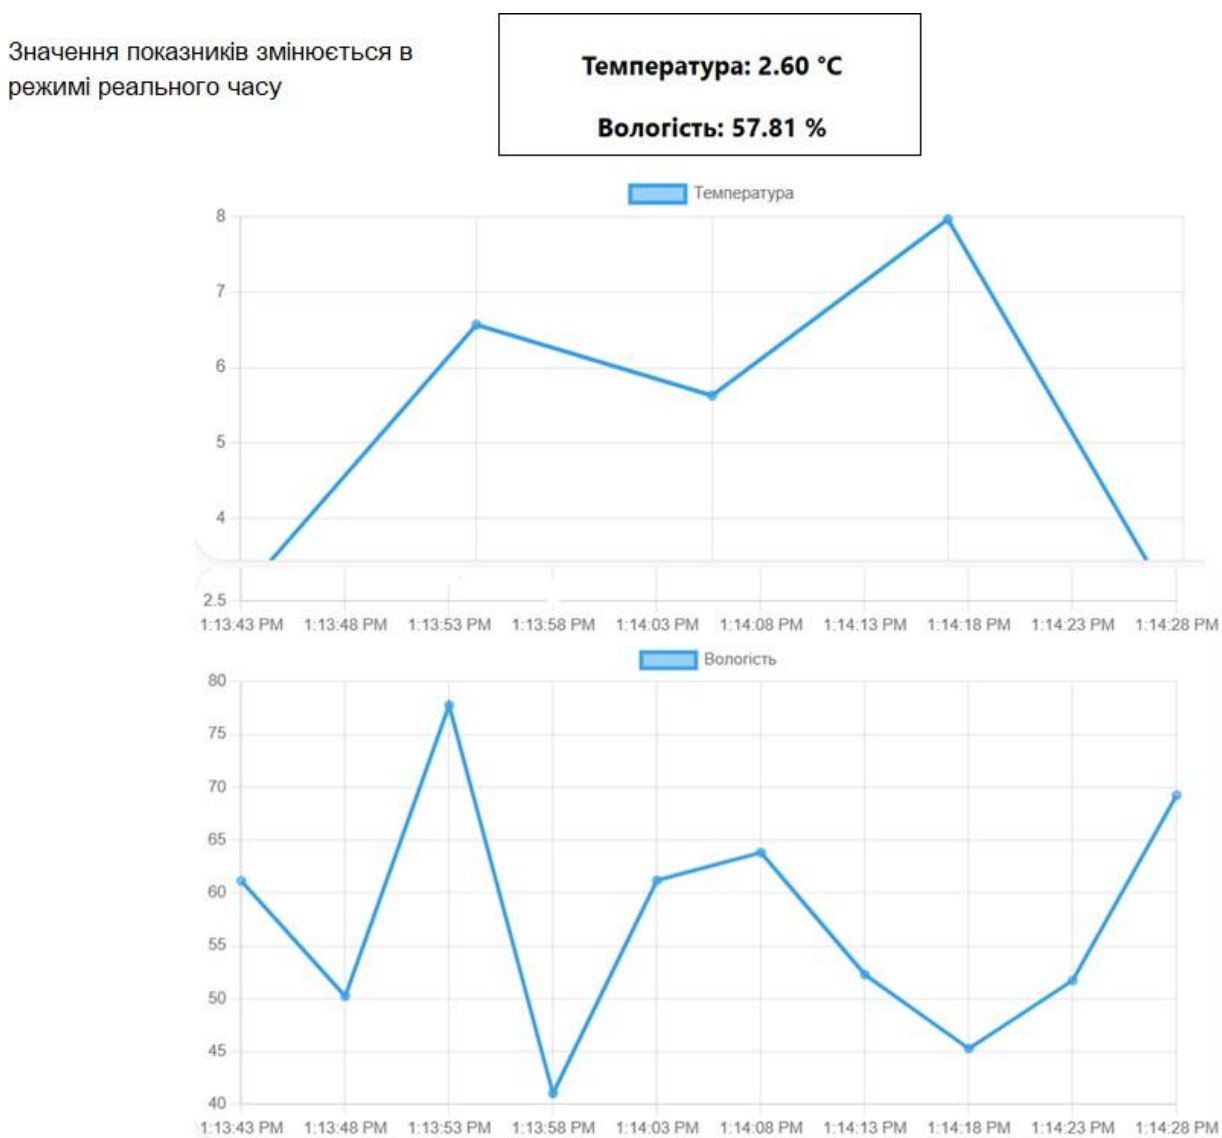 Значення показників змінюється в
режимі реального часу
Температура: 2.60 °C
Вологість: 57.81 %
Температура
8
7
6
5
4
2.5
1:13:43 PM 1:13:48 PM 1:13:53 PM 1:13:58 PM 1:14:03 PM 1:14:08 PM 1:14:13 PM 1:14:18 PM 1:14:23 PM 1:14:28 PM
Вологість
80
75
70
65
60
55
50
45
40
1:13:43 PM 1:13:48 PM 1:13:53 PM 1:13:58 PM 1:14:03 PM 1:14:08 PM 1:14:13 PM 1:14:18 PM 1:14:23 PM 1:14:28 PM